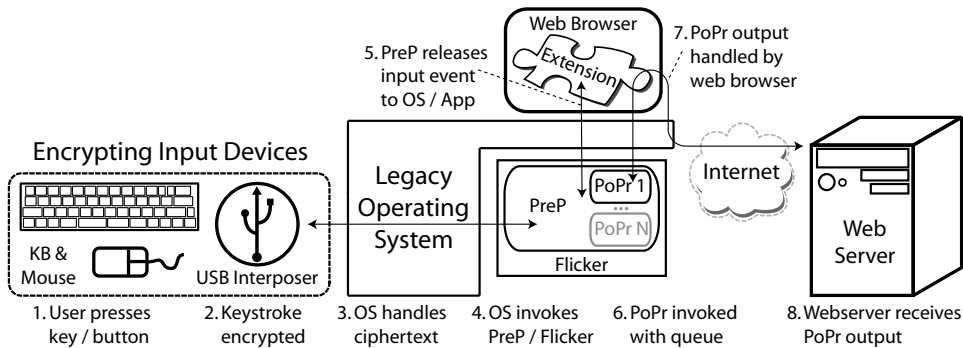 Web Browser
Extension
5. PreP releases
input event
to OS / App
7. PoPr output
handled by
web browser
Encrypting Input Devices
KB &
Mouse
USB Interposer
Legacy
Operating
System
PreP
PoPr 1
...
PoPr N
Flicker
Internet
Web
Server
1. User presses
key / button
2. Keystroke
encrypted
3. OS handles
ciphertext
4. OS invokes
PreP / Flicker
6. PoPr invoked
with queue
8. Webserver receives
PoPr output